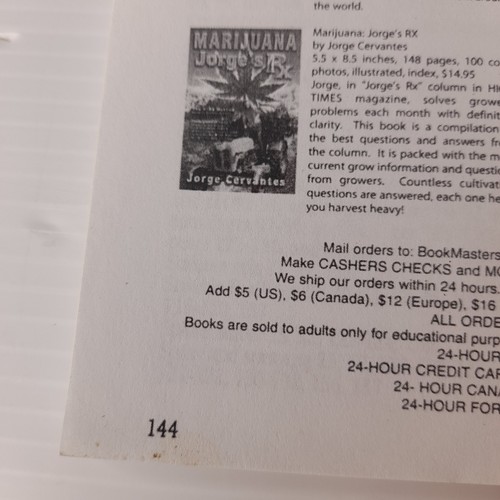 the world.
MARIJUANA
Jorge's Rx
Jorge Cervantes
Marijuana: Jorge's RX
by Jorge Cervantes
5.5 x 8.5 inches, 148 pages, 100 co
photos, illustrated, index, $14.95
Jorge, in "Jorge's Rx" column in HI
TIMES magazine, solves growe
problems each month with definit
clarity. This book is a compilation
the best questions and answers fr
the column. It is packed with the m
current grow information and questi
from growers. Countless cultivat
questions are answered, each one he
you harvest heavy!
Mail orders to: BookMasters
Make CASHERS CHECKS and MO
We ship our orders within 24 hours.
Add $5 (US), $6 (Canada), $12 (Europe), $16
ALL ORDE
Books are sold to adults only for educational purp
24-HOUR
24-HOUR CREDIT CAR
24- HOUR CANA
24-HOUR FOR
144